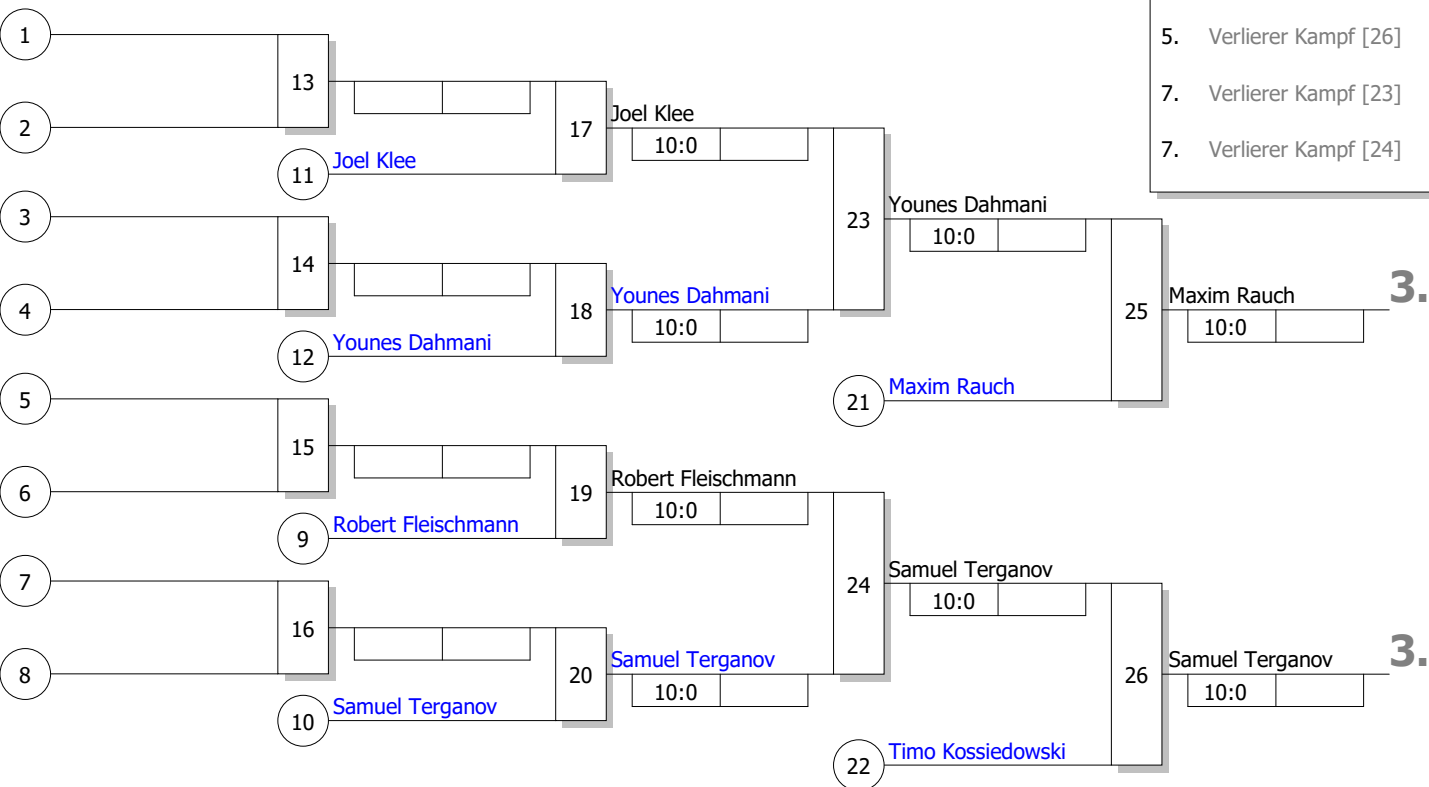 1
5. Verlierer Kampf [26]
13
7. Verlierer Kampf [23]
2
Joel Klee
17
10:0
7. Verlierer Kampf [24]
11 Joel Klee
3
Younes Dahmani
23
10:0
14
3.
4
Younes Dahmani
Maxim Rauch
18
25
10:0
10:0
12 Younes Dahmani
5
21 Maxim Rauch
15
Robert Fleischmann
6
19
10:0
9 Robert Fleischmann
7
Samuel Terganov
24
10:0
16
3.
8
Samuel Terganov
Samuel Terganov
20
26
10:0
10:0
10 Samuel Terganov
22 Timo Kossiedowski